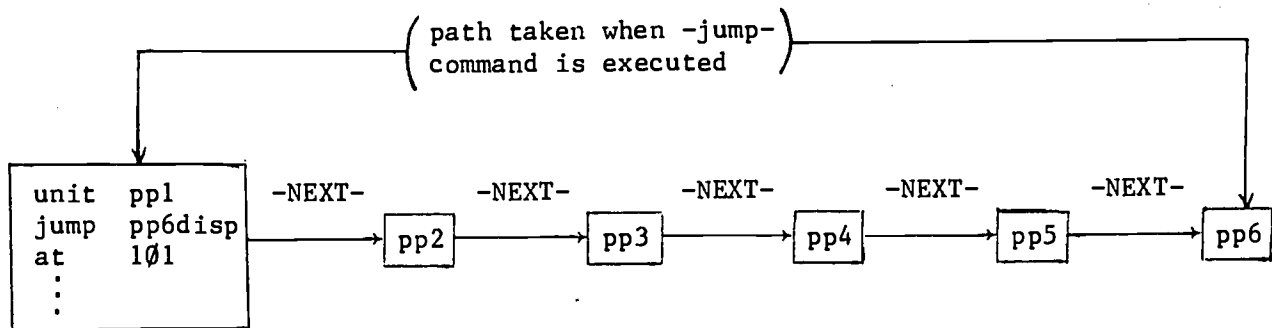 path taken when -jump-
command is executed
unit pp1
jump pp6disp
at 1Ø1
-NEXT- -NEXT- -NEXT- -NEXT- -NEXT-
pp2 pp3 pp4 pp5 pp6